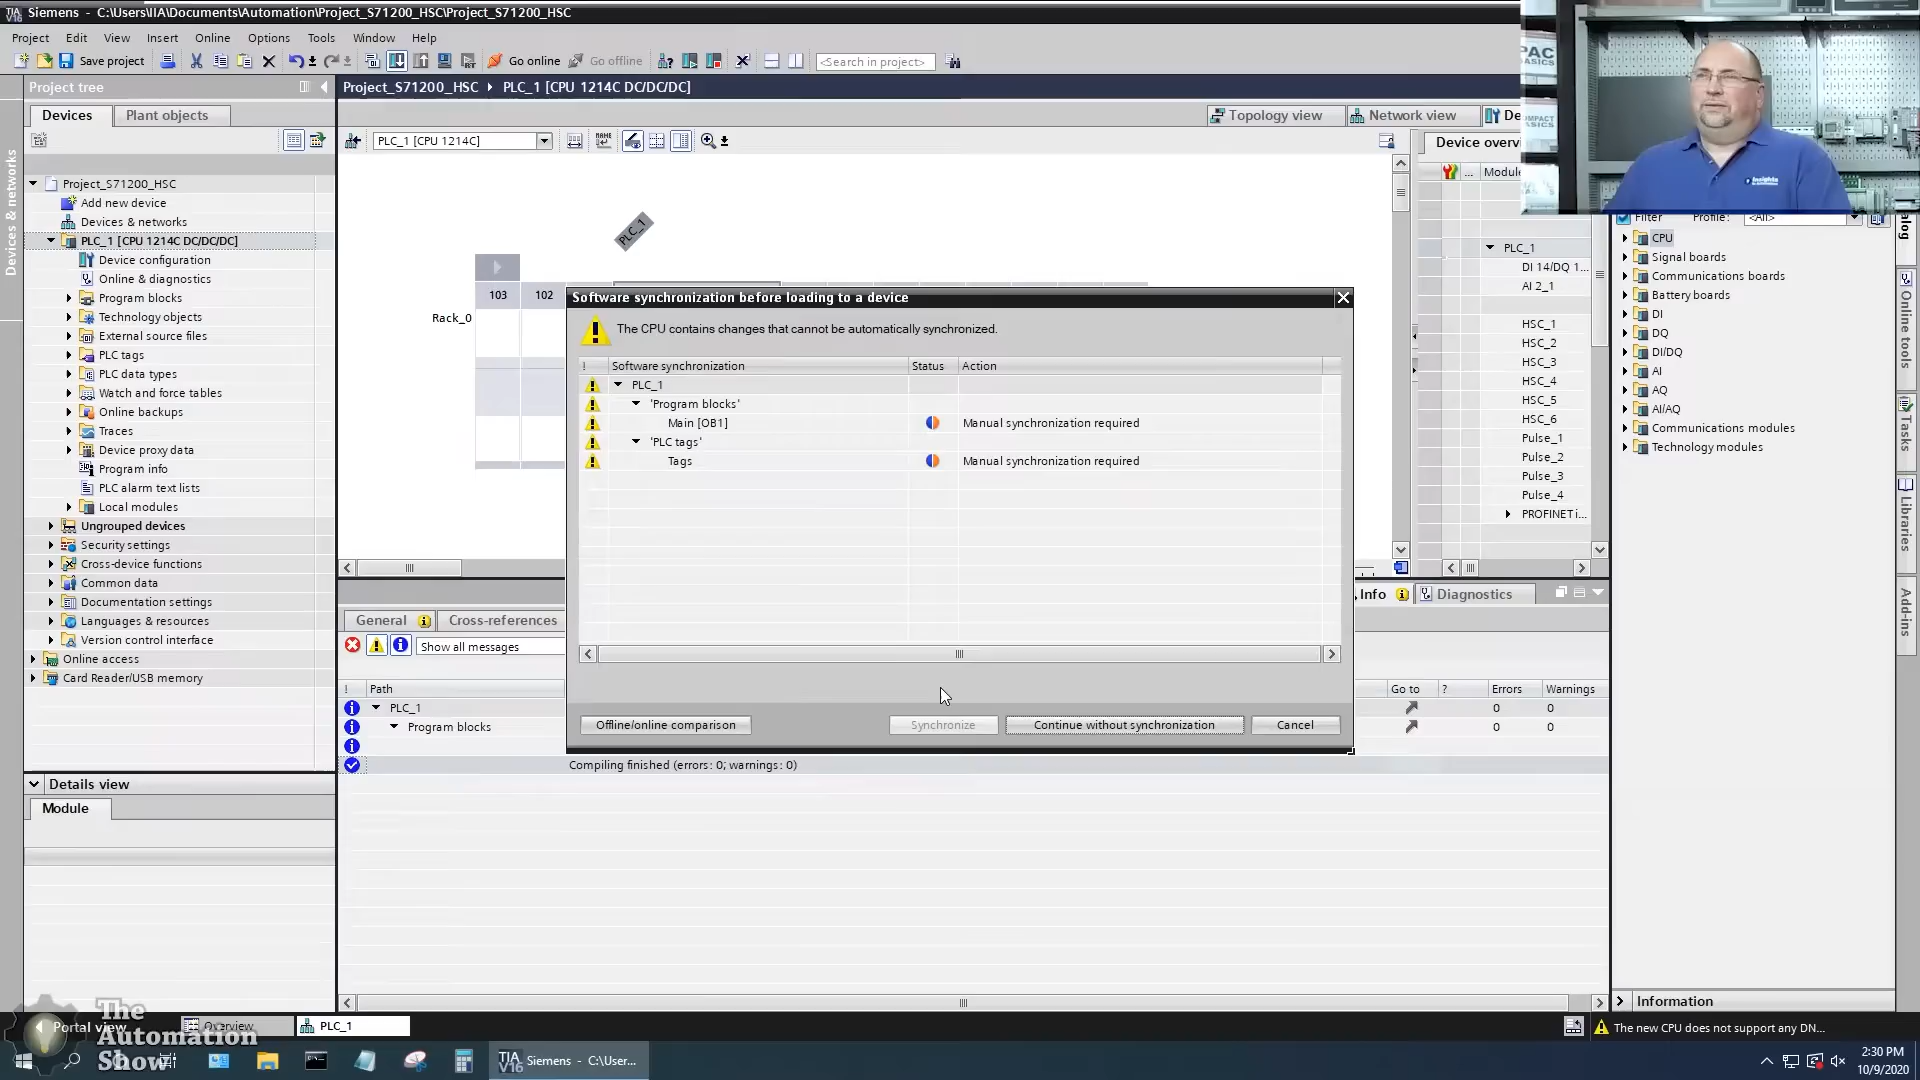 TIA V16 Siemens - C:\Users\IIA\Documents\Automation\Project_S71200_HSC\Project_S71200_HSC
Project Edit View Insert Online Options Tools Window Help
Save project Go online Go offline <Search in project>
Project tree
Project_S71200_HSC PLC_1 [CPU 1214C DC/DC/DC]
Devices Plant objects
Topology view Network view
PLC_1 [CPU 1214C]
Devices & networks
Project_S71200_HSC
Add new device
Devices & networks
PLC_1 [CPU 1214C DC/DC/DC]
Device configuration
Online & diagnostics
Program blocks
Technology objects
External source files
PLC tags
PLC data types
Watch and force tables
Online backups
Traces
Device proxy data
Program info
PLC alarm text lists
Local modules
Ungrouped devices
Security settings
Cross-device functions
Common data
Documentation settings
Languages & resources
Version control interface
Online access
Card Reader/USB memory
Details view
Module
PLC_1
103 102
Rack_0
Software synchronization before loading to a device
The CPU contains changes that cannot be automatically synchronized.
! Software synchronization Status Action
PLC_1
'Program blocks'
Main [OB1] Manual synchronization required
'PLC tags'
Tags Manual synchronization required
Offline/online comparison Synchronize Continue without synchronization Cancel
Info Diagnostics
General Cross-references
Show all messages
! Path Go to ? Errors Warnings
PLC_1 0 0
Program blocks 0 0
Compiling finished (errors: 0; warnings: 0)
... Modul
PLC_1
DI 14/DQ 1...
AI 2_1
HSC_1
HSC_2
HSC_3
HSC_4
HSC_5
HSC_6
Pulse_1
Pulse_2
Pulse_3
Pulse_4
PROFINET i...
PAC
BASICS
COMPACT
BASICS
Insights
Filter Profile: <All>
CPU
Signal boards
Communications boards
Battery boards
DI
DQ
DI/DQ
AI
AQ
AI/AQ
Communications modules
Technology modules
Information
Online tools
Tasks
Libraries
Add-ins
Portal view Overview PLC_1
The new CPU does not support any DN...
The
Automation
Show
TIA V16 Siemens - C:\User...
2:30 PM
10/9/2020